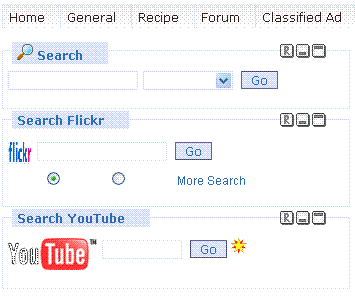 Home General Recipe Forum Classified Ad
Search
R
Go
Search Flickr
R
flickr Go
More Search
Search YouTube
R
YouTube™ Go